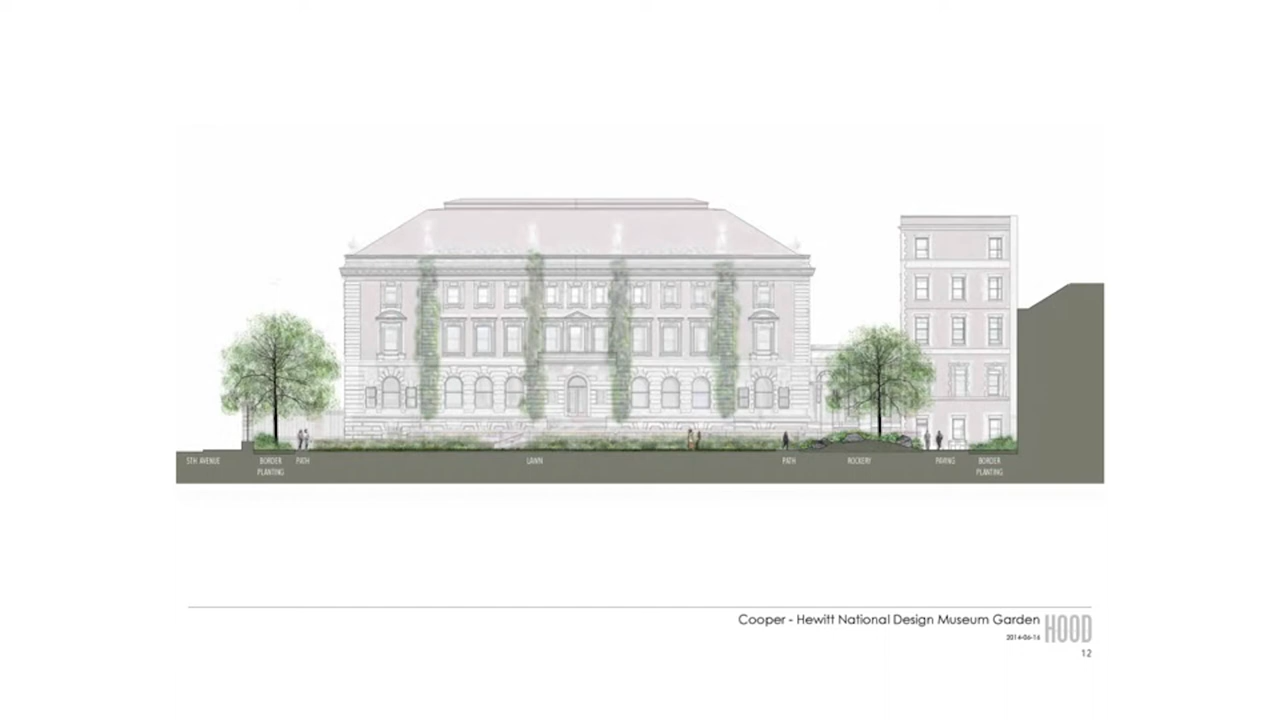 5TH AVENUE
BORDER
PLANTING
PATH
LAWN
PATH
ROCKERY
PAVING
BORDER
PLANTING
Cooper - Hewitt National Design Museum Garden
HOOD
2014-06-16
12